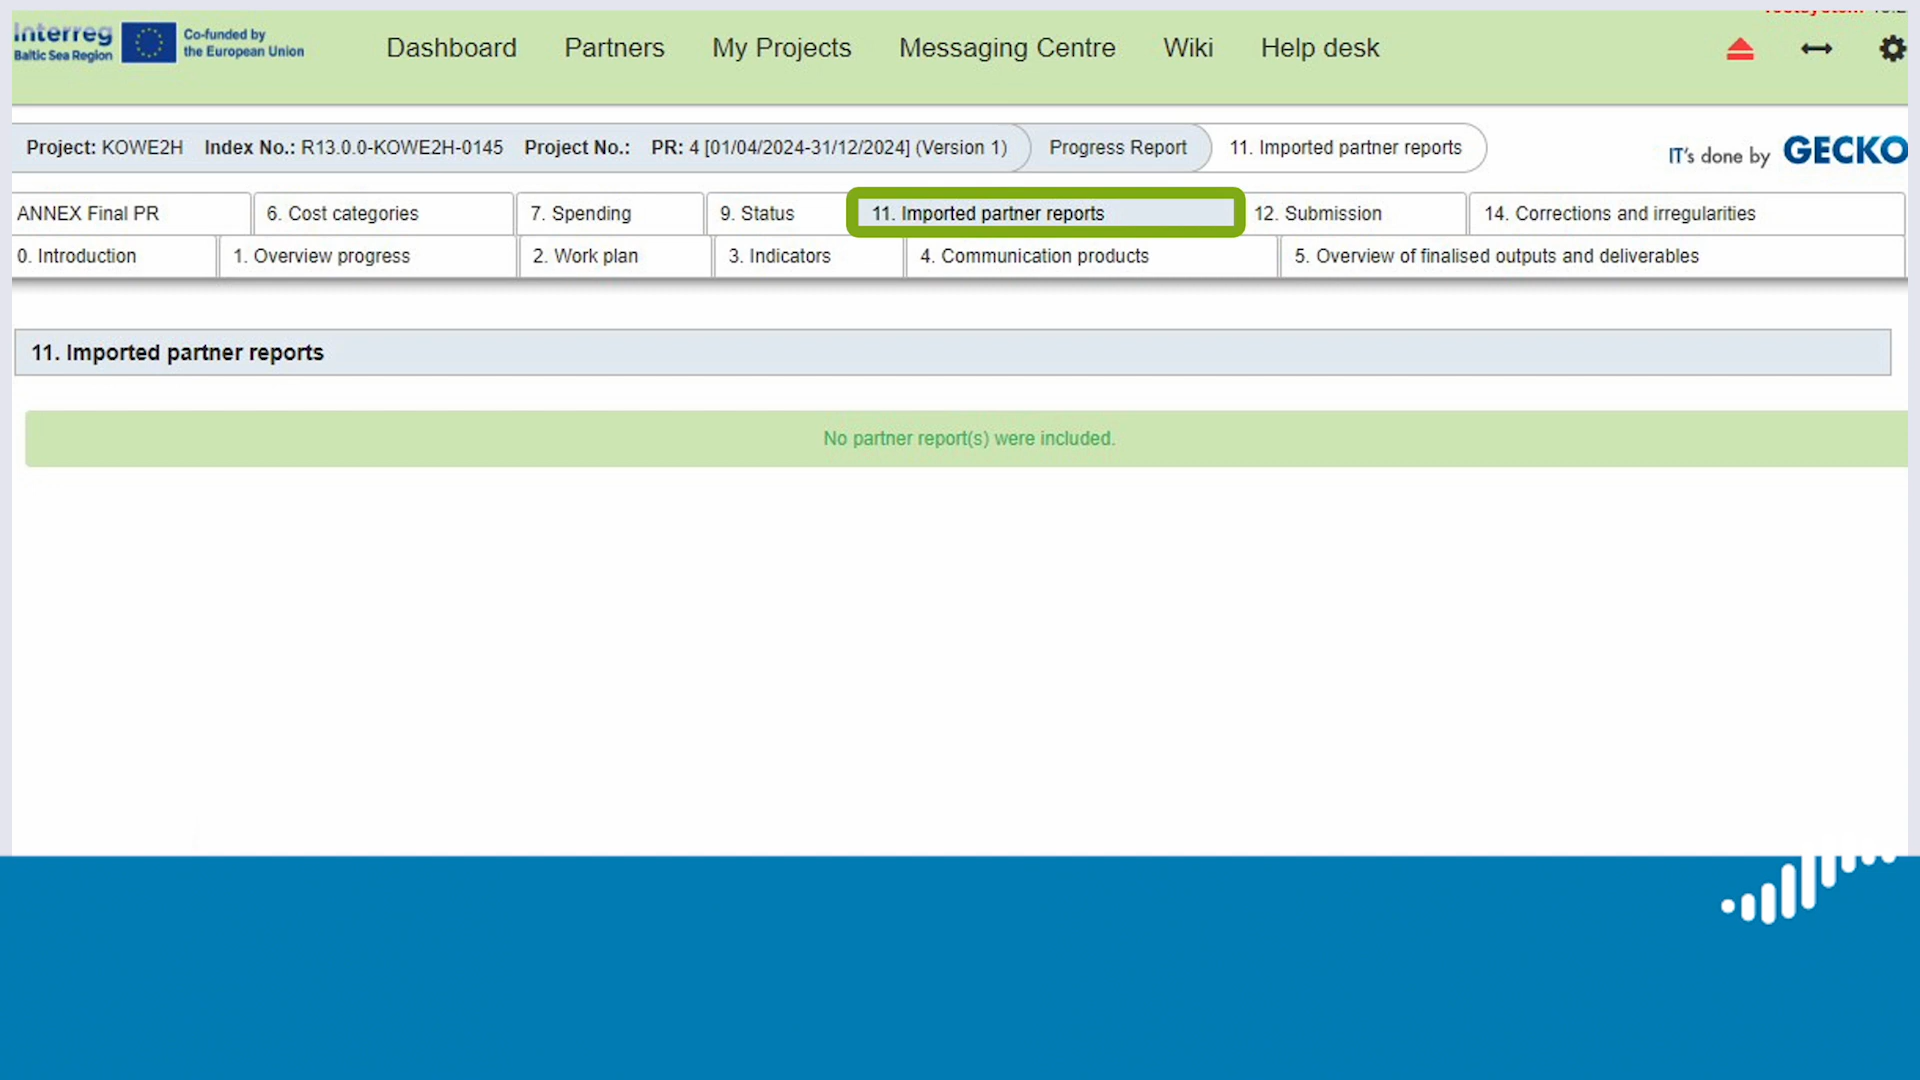 Interreg
Baltic Sea Region
Co-funded by
the European Union
Dashboard Partners My Projects Messaging Centre Wiki Help desk
Project: KOWE2H Index No.: R13.0.0-KOWE2H-0145 Project No.: PR: 4 [01/04/2024-31/12/2024] (Version 1) Progress Report 11. Imported partner reports
IT's done by GECKO
ANNEX Final PR 6. Cost categories 7. Spending 9. Status 11. Imported partner reports 12. Submission 14. Corrections and irregularities
0. Introduction 1. Overview progress 2. Work plan 3. Indicators 4. Communication products 5. Overview of finalised outputs and deliverables
11. Imported partner reports
No partner report(s) were included.